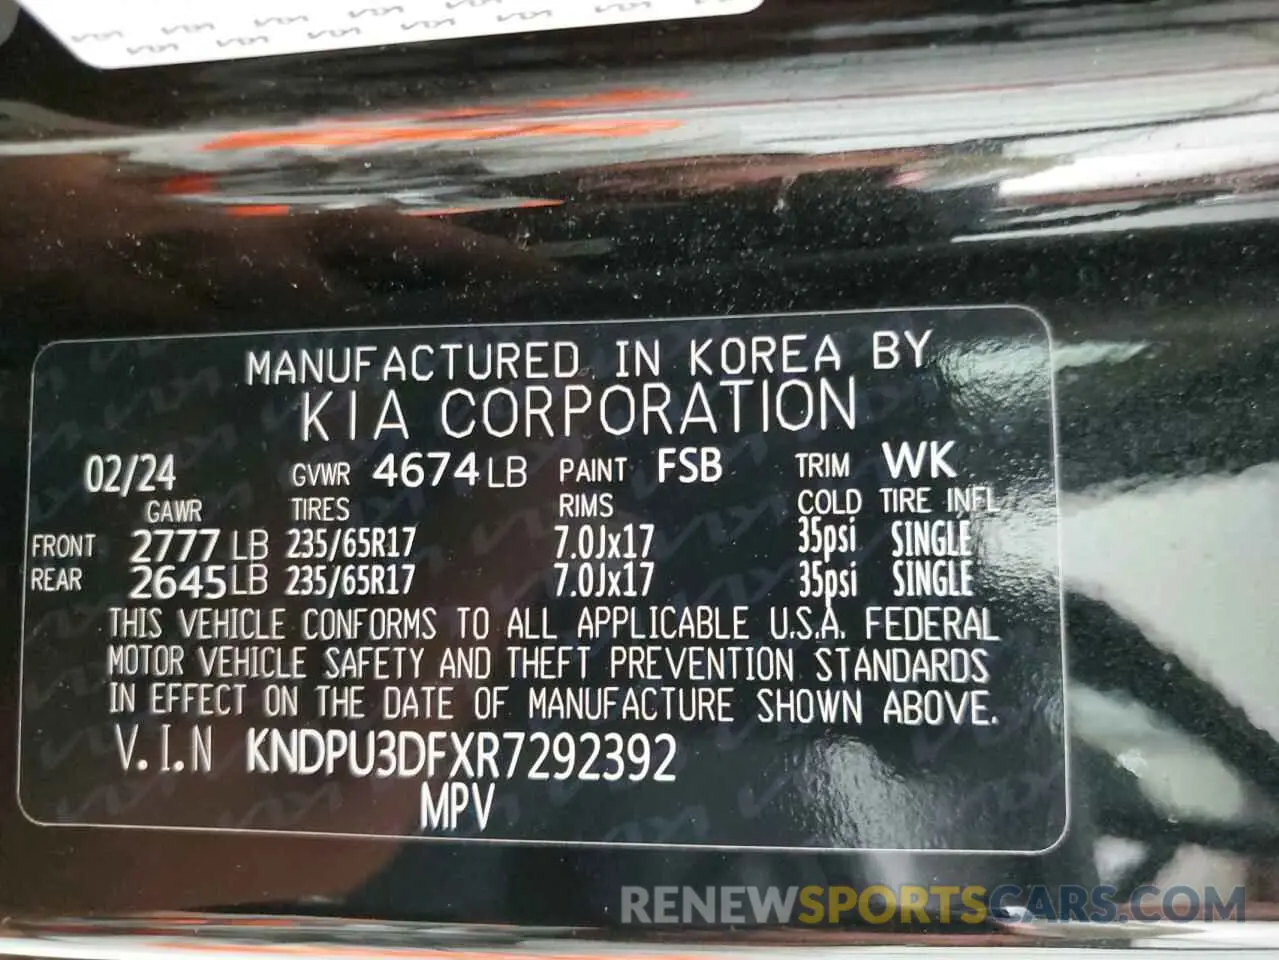 MANUFACTURED IN KOREA BY
KIA CORPORATION
02/24 GVWR 4674 LB PAINT FSB TRIM WK
GAWR TIRES RIMS COLD TIRE INFL
FRONT 2777 LB 235/65R17 7.0Jx17 35psi SINGLE
REAR 2645 LB 235/65R17 7.0Jx17 35psi SINGLE
THIS VEHICLE CONFORMS TO ALL APPLICABLE U.S.A. FEDERAL
MOTOR VEHICLE SAFETY AND THEFT PREVENTION STANDARDS
IN EFFECT ON THE DATE OF MANUFACTURE SHOWN ABOVE.
V.I.N KNDPU3DFXR7292392
MPV
RENEWSPORTSCARS.COM